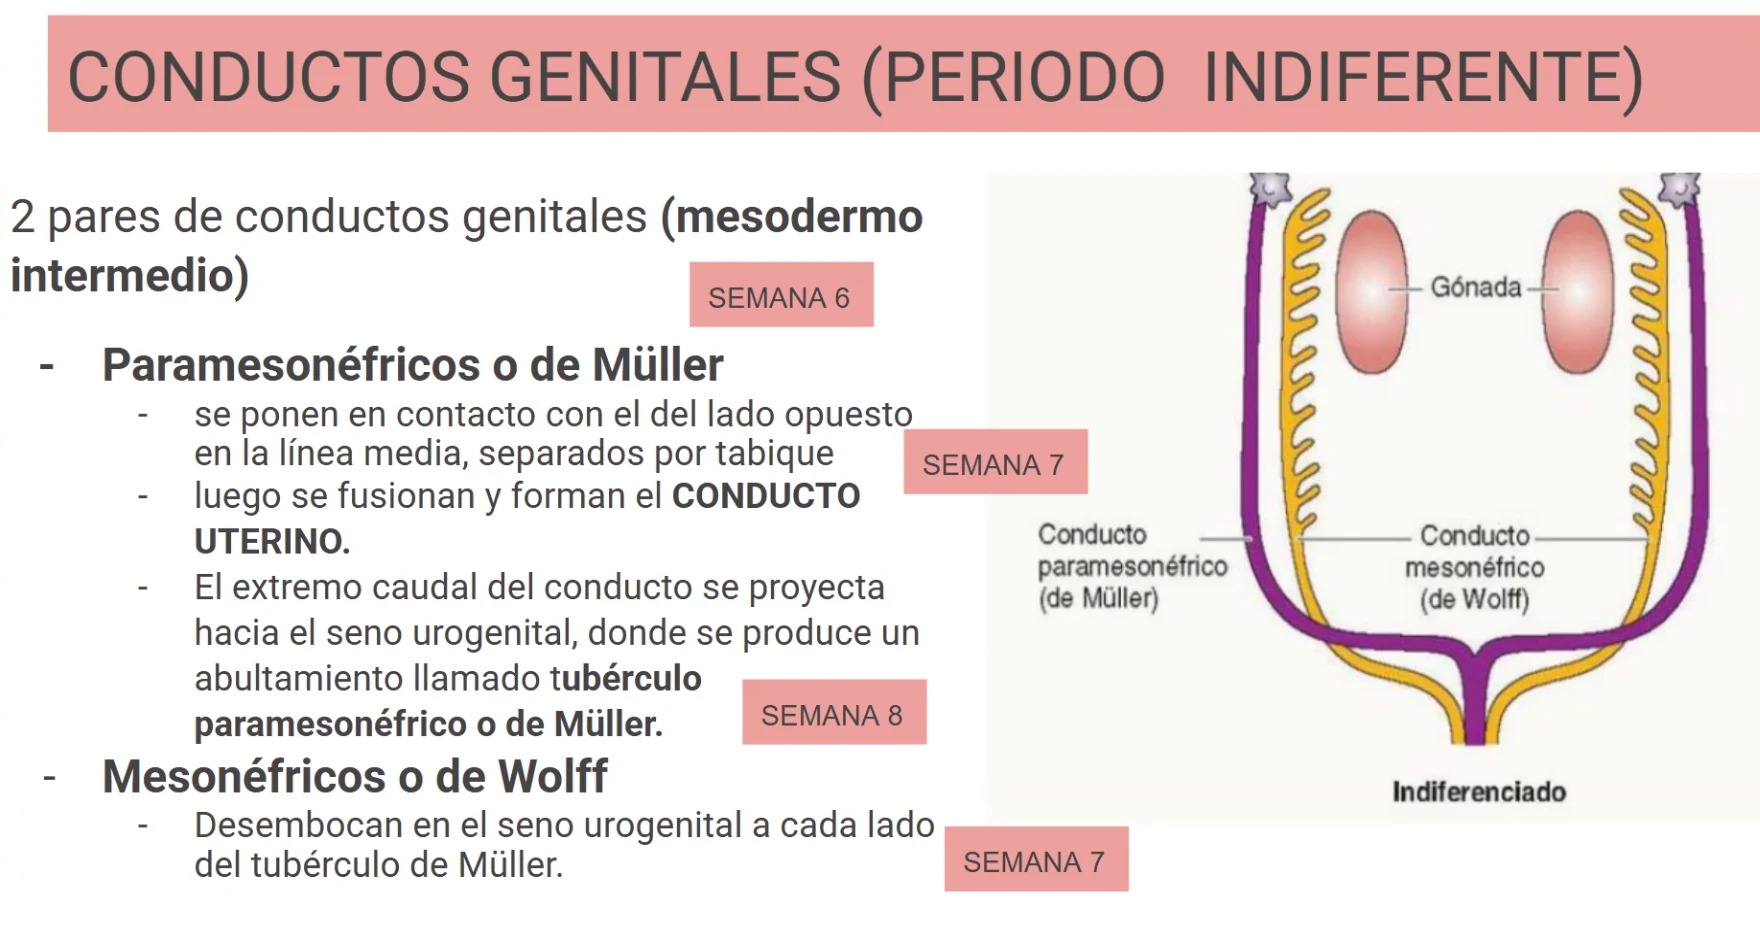 CONDUCTOS GENITALES (PERIODO INDIFERENTE)
2 pares de conductos genitales (mesodermo
intermedio)
SEMANA 6
- Paramesonéfricos o de Müller
- se ponen en contacto con el del lado opuesto
en la línea media, separados por tabique
SEMANA 7
- luego se fusionan y forman el CONDUCTO
UTERINO.
- El extremo caudal del conducto se proyecta
hacia el seno urogenital, donde se produce un
abultamiento llamado tubérculo
paramesonéfrico o de Müller.
SEMANA 8
- Mesonéfricos o de Wolff
- Desembocan en el seno urogenital a cada lado
del tubérculo de Müller.
SEMANA 7
Gónada
Conducto
paramesonéfrico
(de Müller)
Conducto
mesonéfrico
(de Wolff)
Indiferenciado